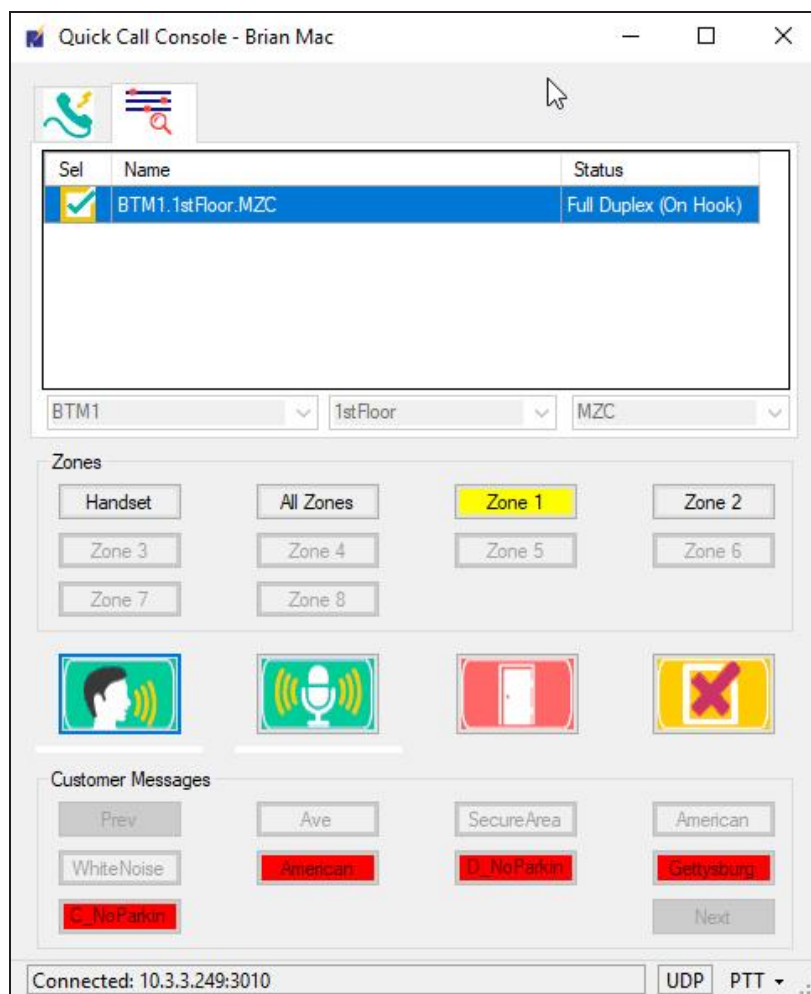 Quick Call Console - Brian Mac
Sel Name Status
BTM1.1stFloor.MZC Full Duplex (On Hook)
BTM1 1stFloor MZC
Zones
Handset All Zones Zone 1 Zone 2
Zone 3 Zone 4 Zone 5 Zone 6
Zone 7 Zone 8
Customer Messages
Prev Ave SecureArea American
WhiteNoise American D_NoParkin Gettysburg
C_NoParkin Next
Connected: 10.3.3.249:3010 UDP PTT